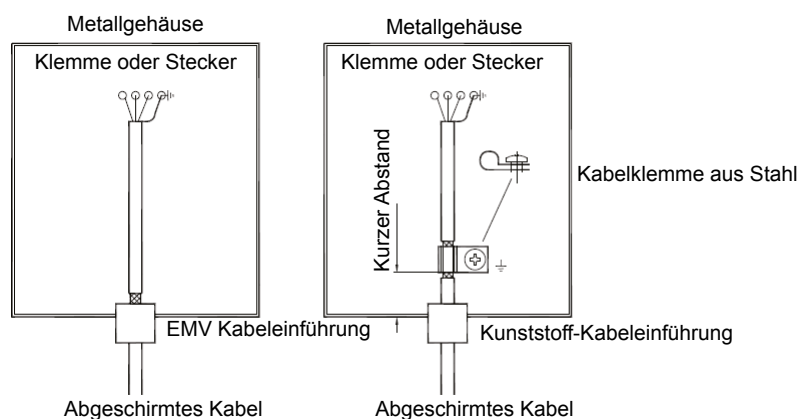 Metallgehäuse
Klemme oder Stecker
EMV Kabeleinführung
Abgeschirmtes Kabel
Metallgehäuse
Klemme oder Stecker
Kurzer Abstand
Kabelklemme aus Stahl
Kunststoff-Kabeleinführung
Abgeschirmtes Kabel